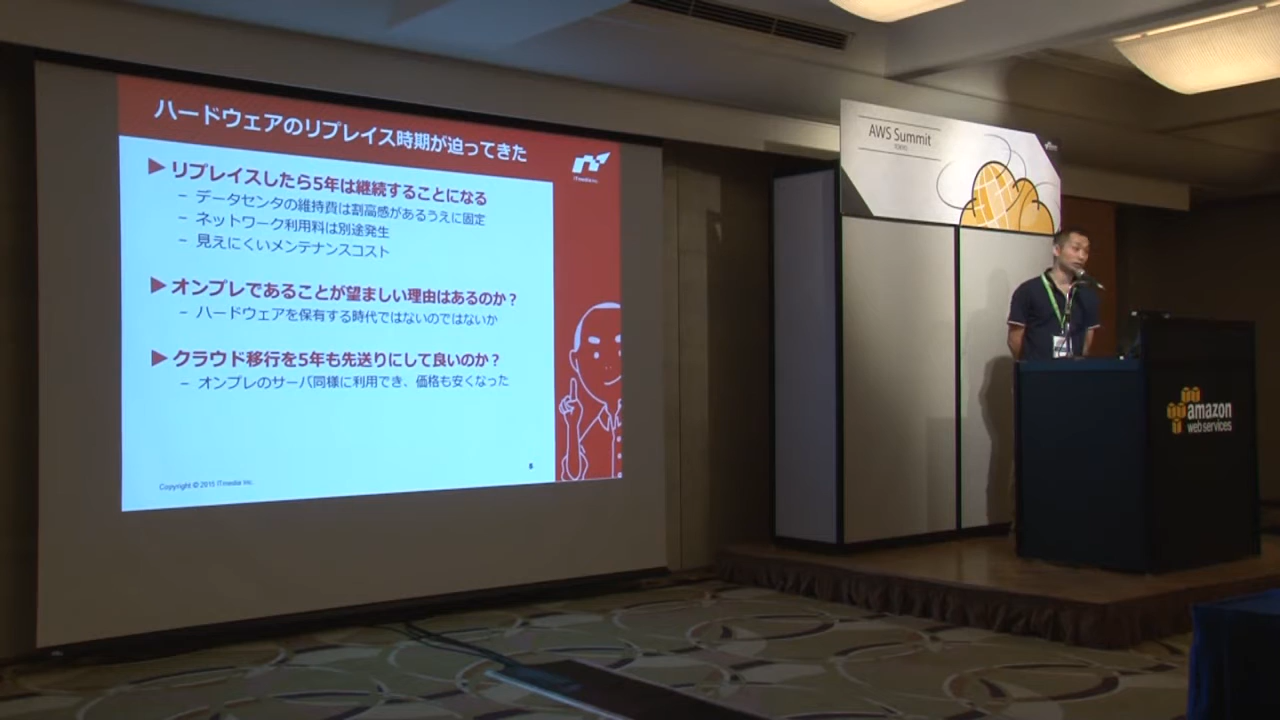 ハードウェアのリプレイス時期が迫ってきた
ITmedia Inc.
▶ リプレイスしたら5年は継続することになる
– データセンタの維持費は割高感があるうえに固定
– ネットワーク利用料は別途発生
– 見えにくいメンテナンスコスト
▶ オンプレであることが望ましい理由はあるのか？
– ハードウェアを保有する時代ではないのではないか
▶ クラウド移行を5年も先送りにして良いのか？
– オンプレのサーバ同様に利用でき、価格も安くなった
Copyright © 2015 ITmedia Inc.
AWS Summit
TOKYO
amazon
web services